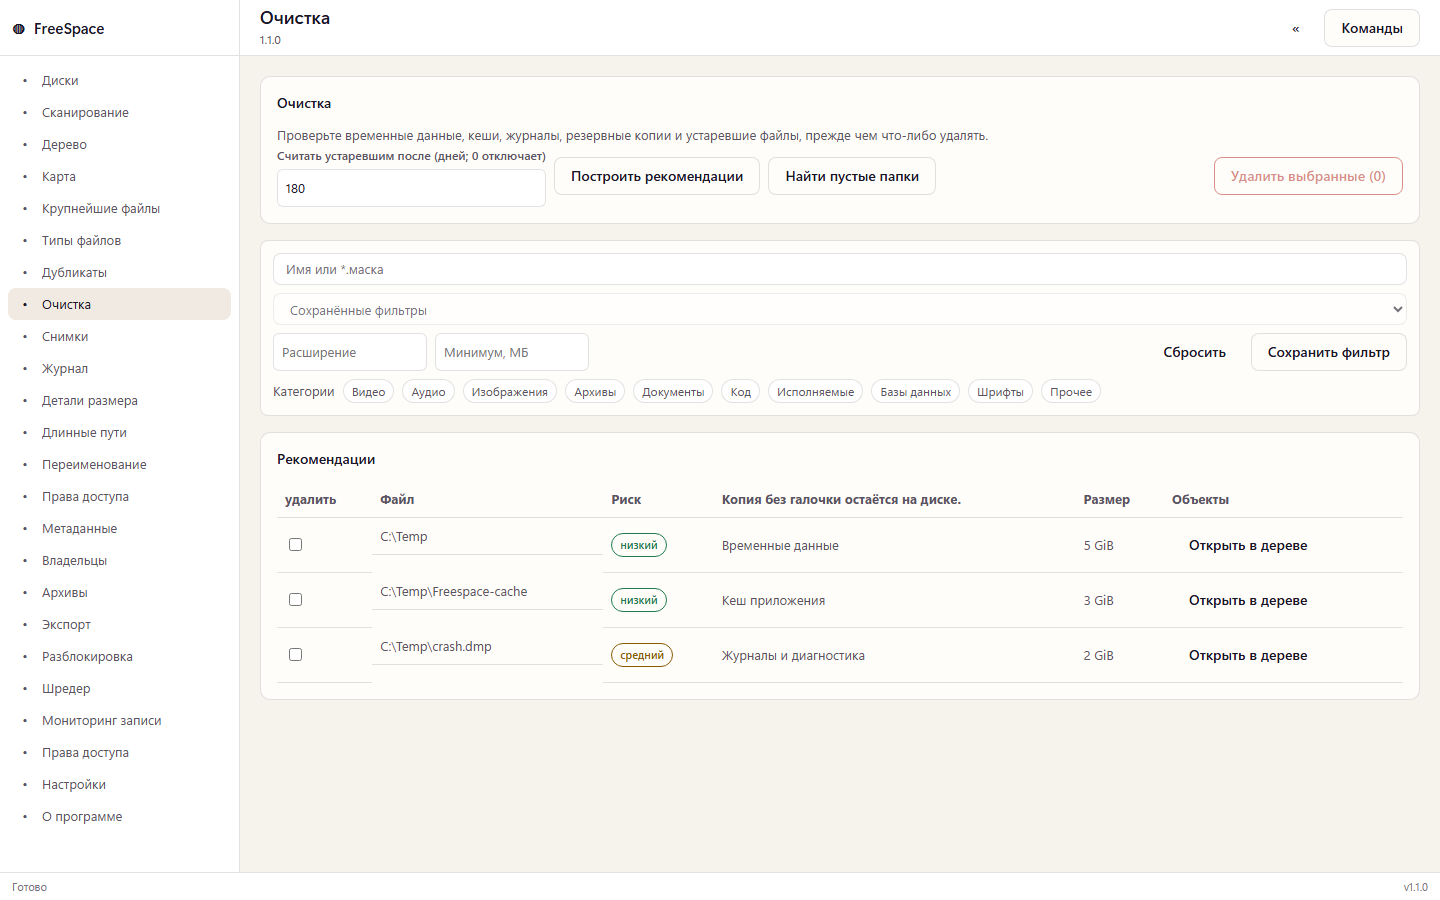 FreeSpace
Диски
Сканирование
Дерево
Карта
Крупнейшие файлы
Типы файлов
Дубликаты
Очистка
Снимки
Журнал
Детали размера
Длинные пути
Переименование
Права доступа
Метаданные
Владельцы
Архивы
Экспорт
Разблокировка
Шредер
Мониторинг записи
Права доступа
Настройки
О программе
Очистка
1.1.0
« Команды
Очистка
Проверьте временные данные, кеши, журналы, резервные копии и устаревшие файлы, прежде чем что-либо удалять.
Считать устаревшим после (дней; 0 отключает)
180 Построить рекомендации Найти пустые папки Удалить выбранные (0)
Имя или *.маска
Сохранённые фильтры
Расширение Минимум, МБ Сбросить Сохранить фильтр
Категории Видео Аудио Изображения Архивы Документы Код Исполняемые Базы данных Шрифты Прочее
Рекомендации
удалить Файл Риск Копия без галочки остаётся на диске. Размер Объекты
C:\Temp низкий Временные данные 5 GiB Открыть в дереве
C:\Temp\Freespace-cache низкий Кеш приложения 3 GiB Открыть в дереве
C:\Temp\crash.dmp средний Журналы и диагностика 2 GiB Открыть в дереве
Готово v1.1.0